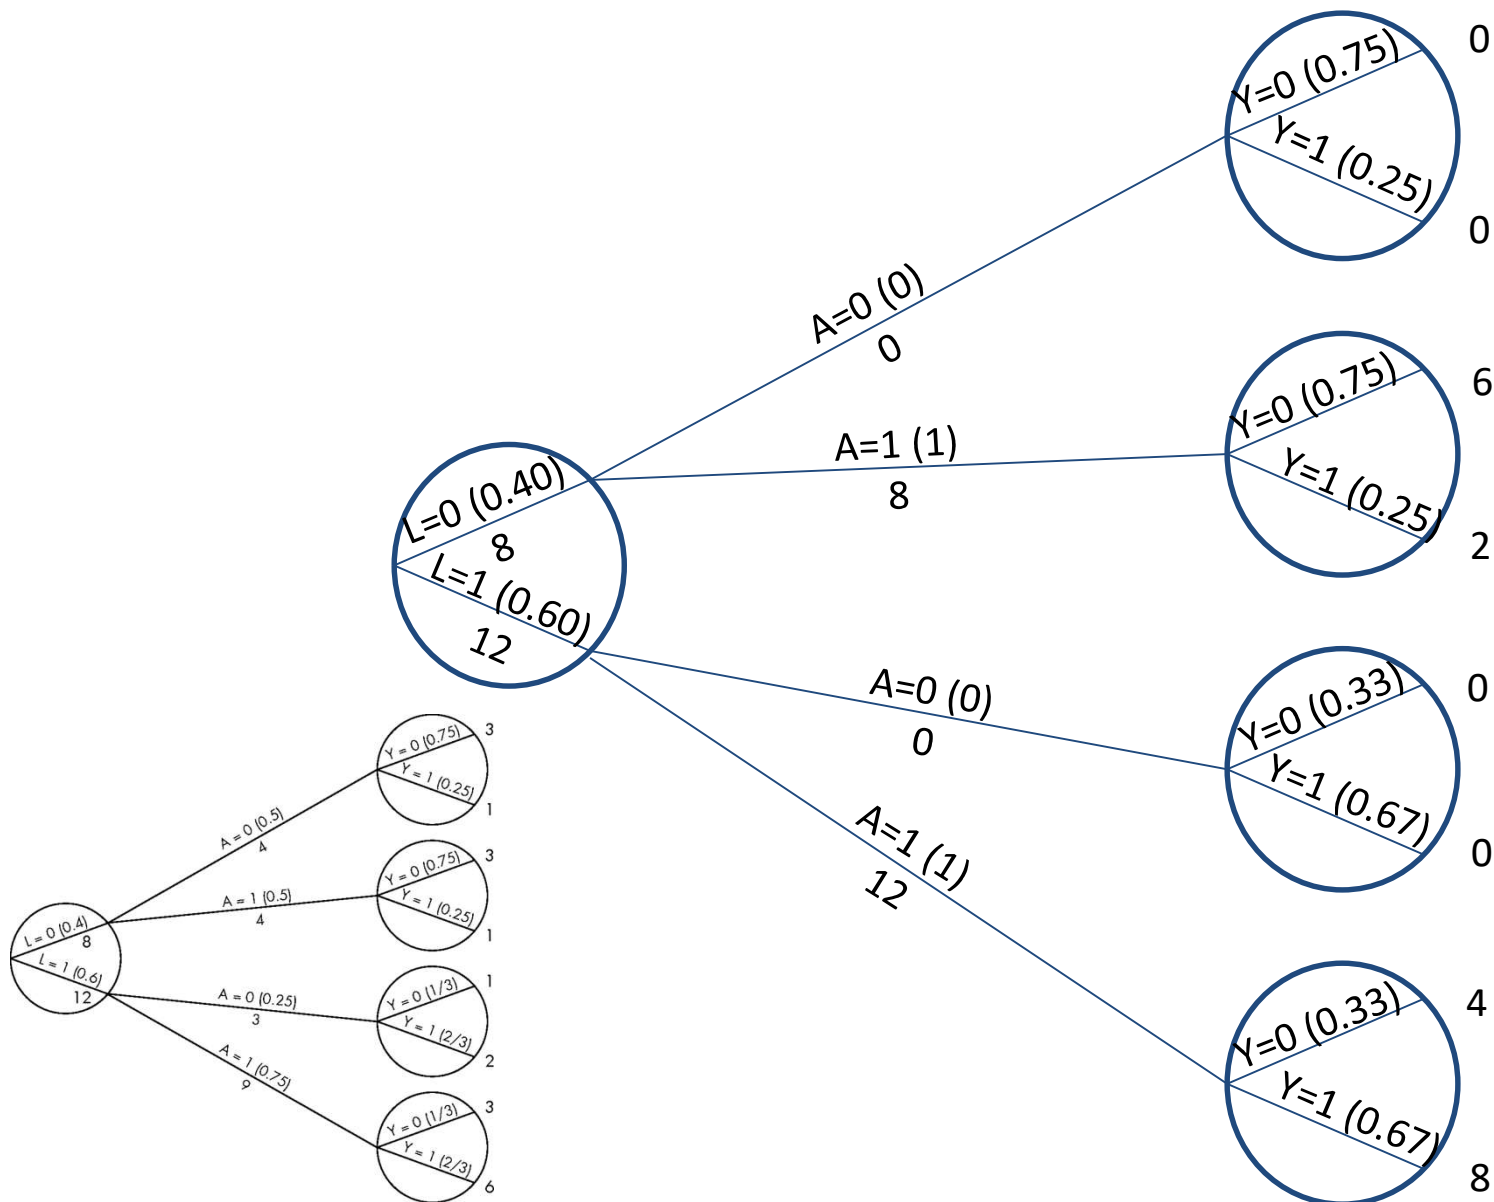 Y=0 (0.75)
0
Y=1 (0.25)
0
A=0 (0)
0
Y=0 (0.75)
6
Y=1 (0.25)
2
A=1 (1)
8
L=0 (0.40)
8
L=1 (0.60)
12
A=0 (0)
0
Y=0 (0.33)
0
Y=1 (0.67)
0
A=1 (1)
12
Y=0 (0.33)
4
Y=1 (0.67)
8
Y = 0 (0.75)
3
Y = 1 (0.25)
1
A = 0 (0.5)
4
Y = 0 (0.75)
3
Y = 1 (0.25)
1
A = 1 (0.5)
4
L = 0 (0.4)
8
L = 1 (0.6)
12
A = 0 (0.25)
3
Y = 0 (1/3)
1
Y = 1 (2/3)
2
A = 1 (0.75)
9
Y = 0 (1/3)
3
Y = 1 (2/3)
6